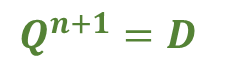 Qⁿ⁺¹ = D